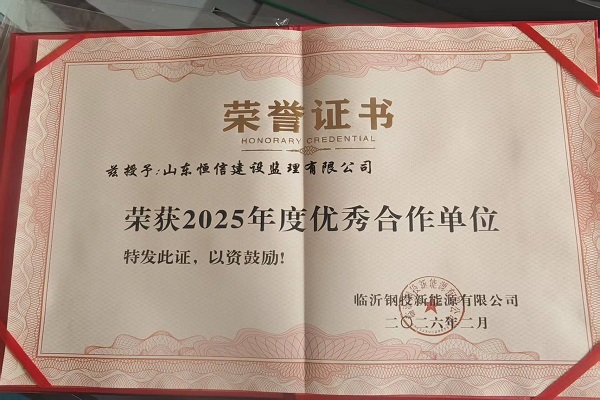 荣誉证书
HONORARY CREDENTIAL
兹授予:山东恒信建设监理有限公司
荣获2025年度优秀合作单位
特发此证，以资鼓励！
临沂钢投新能源有限公司
二〇二六年二月